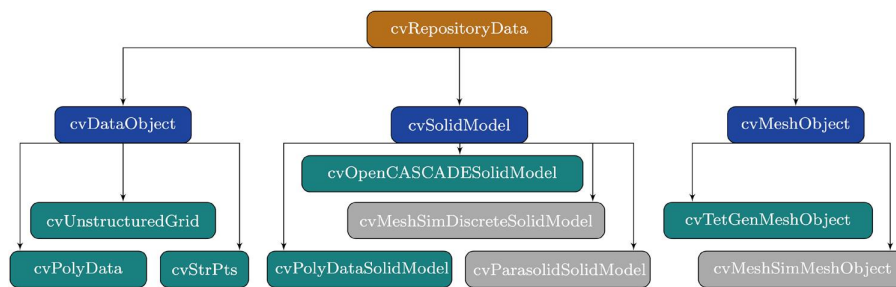 cvRepositoryData
cvDataObject
cvSolidModel
cvMeshObject
cvOpenCASCADESolidModel
cvUnstructuredGrid
cvMeshSimDiscreteSolidModel
cvTetGenMeshObject
cvPolyData
cvStrPts
cvPolyDataSolidModel
cvParasolidSolidModel
cvMeshSimMeshObject